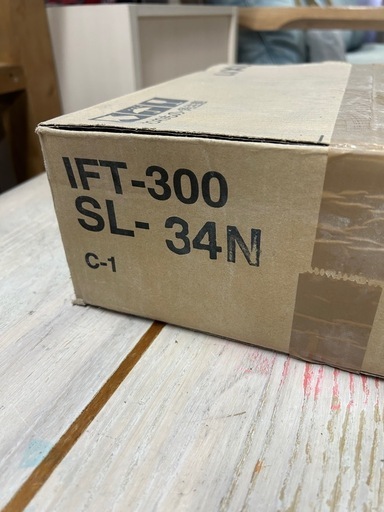 IFT-300
SL- 34N
C-1